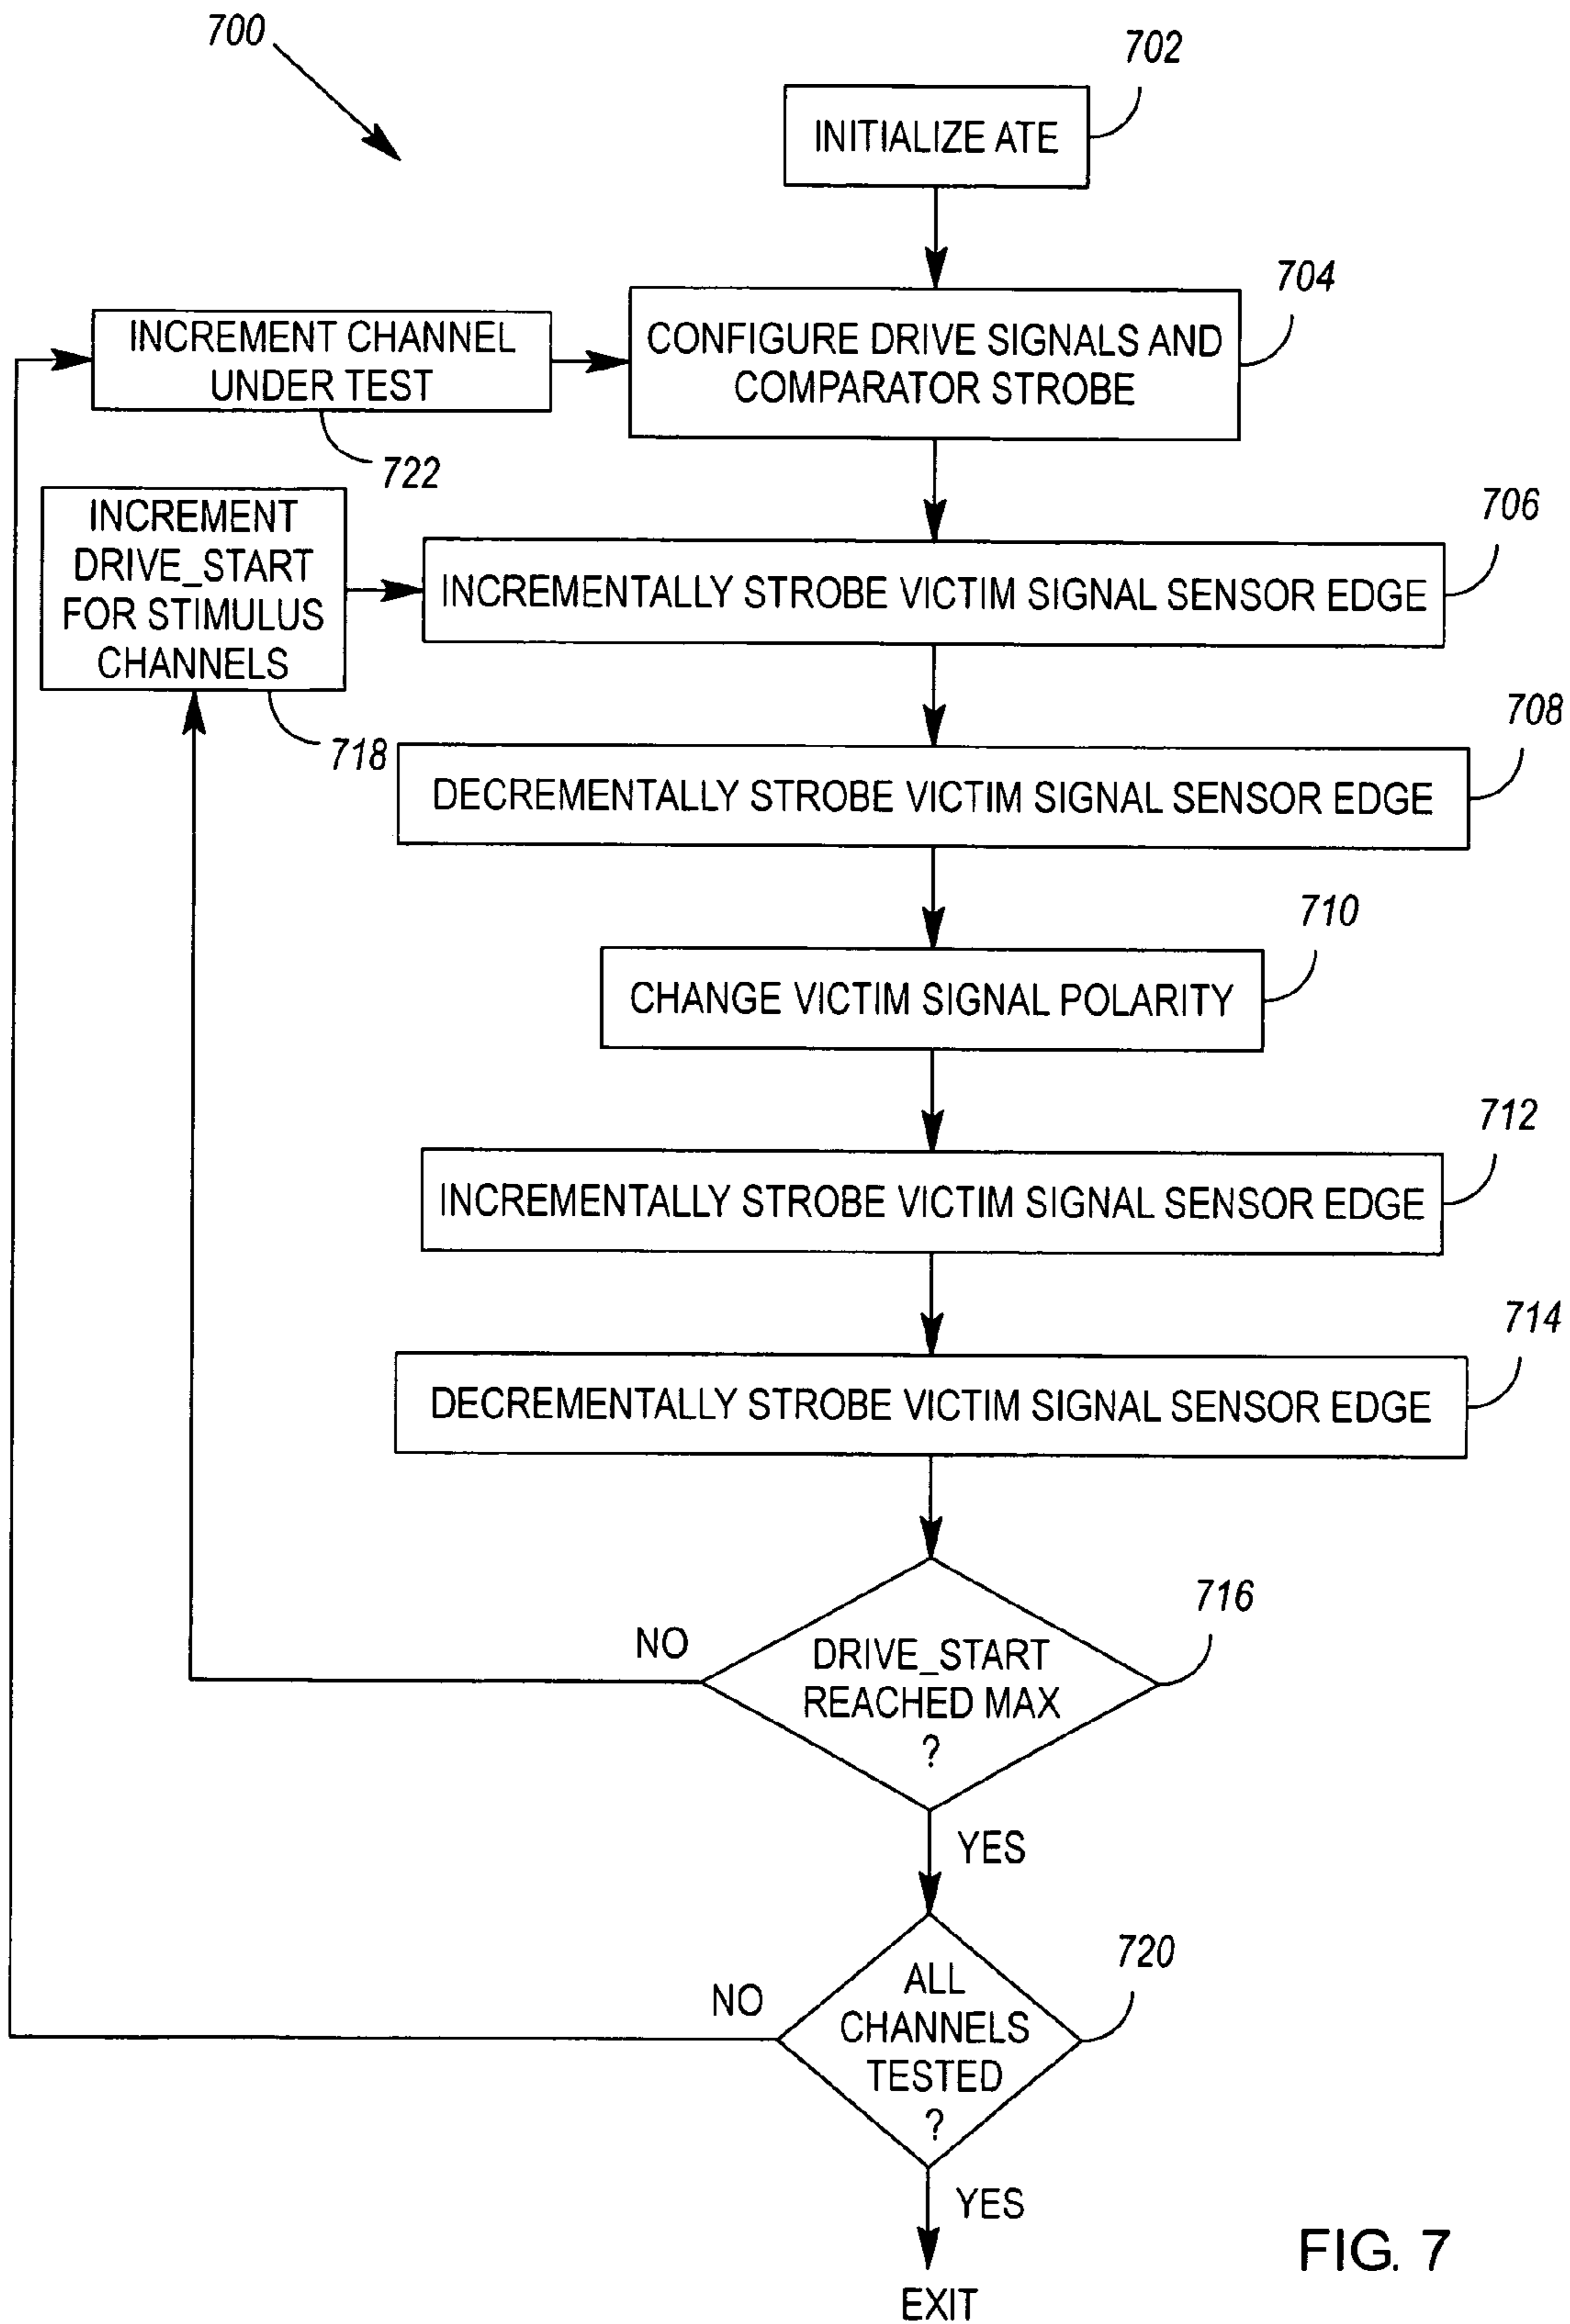 700
702
INITIALIZE ATE
704
INCREMENT CHANNEL
UNDER TEST
722
CONFIGURE DRIVE SIGNALS AND
COMPARATOR STROBE
INCREMENT
DRIVE_START
FOR STIMULUS
CHANNELS
718
706
INCREMENTALLY STROBE VICTIM SIGNAL SENSOR EDGE
708
DECREMENTALLY STROBE VICTIM SIGNAL SENSOR EDGE
710
CHANGE VICTIM SIGNAL POLARITY
712
INCREMENTALLY STROBE VICTIM SIGNAL SENSOR EDGE
714
DECREMENTALLY STROBE VICTIM SIGNAL SENSOR EDGE
716
NO
DRIVE_START
REACHED MAX
?
YES
720
NO
ALL
CHANNELS
TESTED
?
YES
EXIT
FIG. 7